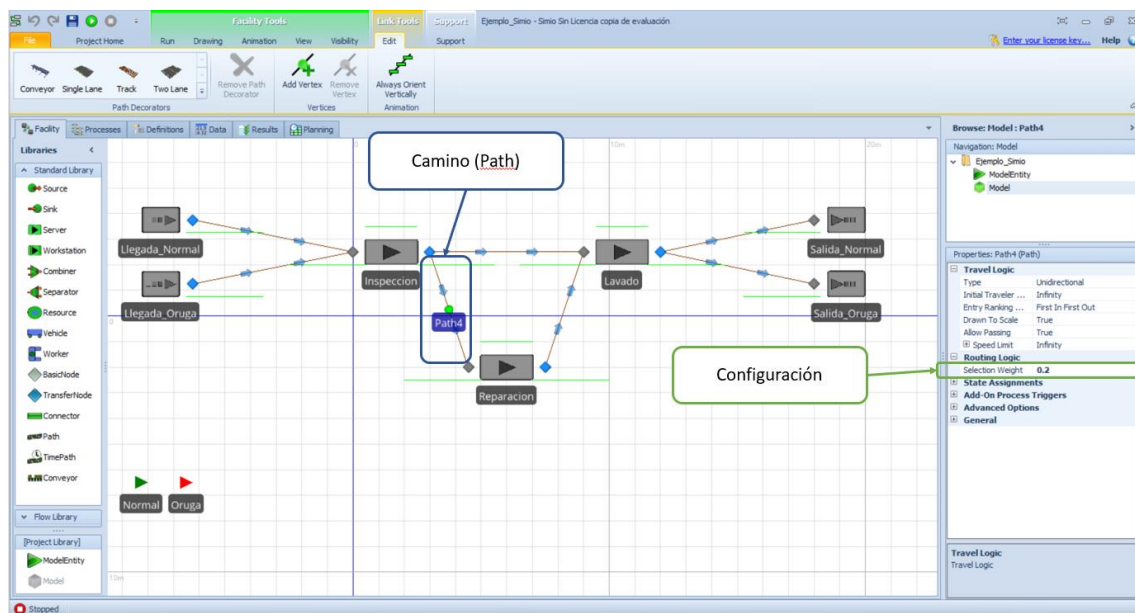 Facility Tools
Link Tools
Support
Ejemplo_Simio - Simio Sin Licencia copia de evaluación
File
Project Home
Run
Drawing
Animation
View
Visibility
Edit
Support
Enter your license key...
Help
Conveyor
Single Lane
Track
Two Lane
Remove Path
Decorator
Add Vertex
Remove
Vertex
Always Orient
Vertically
Path Decorators
Vertices
Animation
Facility
Processes
Definitions
Data
Results
Planning
Libraries
Standard Library
Source
Sink
Server
Workstation
Combiner
Separator
Resource
Vehicle
Worker
BasicNode
TransferNode
Connector
Path
TimePath
Conveyor
Flow Library
[Project Library]
ModelEntity
Model
0
10m
20m
0
10m
Camino (Path)
Llegada_Normal
Llegada_Oruga
Inspeccion
Path4
Reparacion
Lavado
Salida_Normal
Salida_Oruga
Normal
Oruga
Configuración
Browse: Model : Path4
Navigation: Model
Ejemplo_Simio
ModelEntity
Model
Properties: Path4 (Path)
Travel Logic
Type Unidirectional
Initial Traveler ... Infinity
Entry Ranking ... First In First Out
Drawn To Scale True
Allow Passing True
Speed Limit Infinity
Routing Logic
Selection Weight 0.2
State Assignments
Add-On Process Triggers
Advanced Options
General
Travel Logic
Travel Logic
Stopped